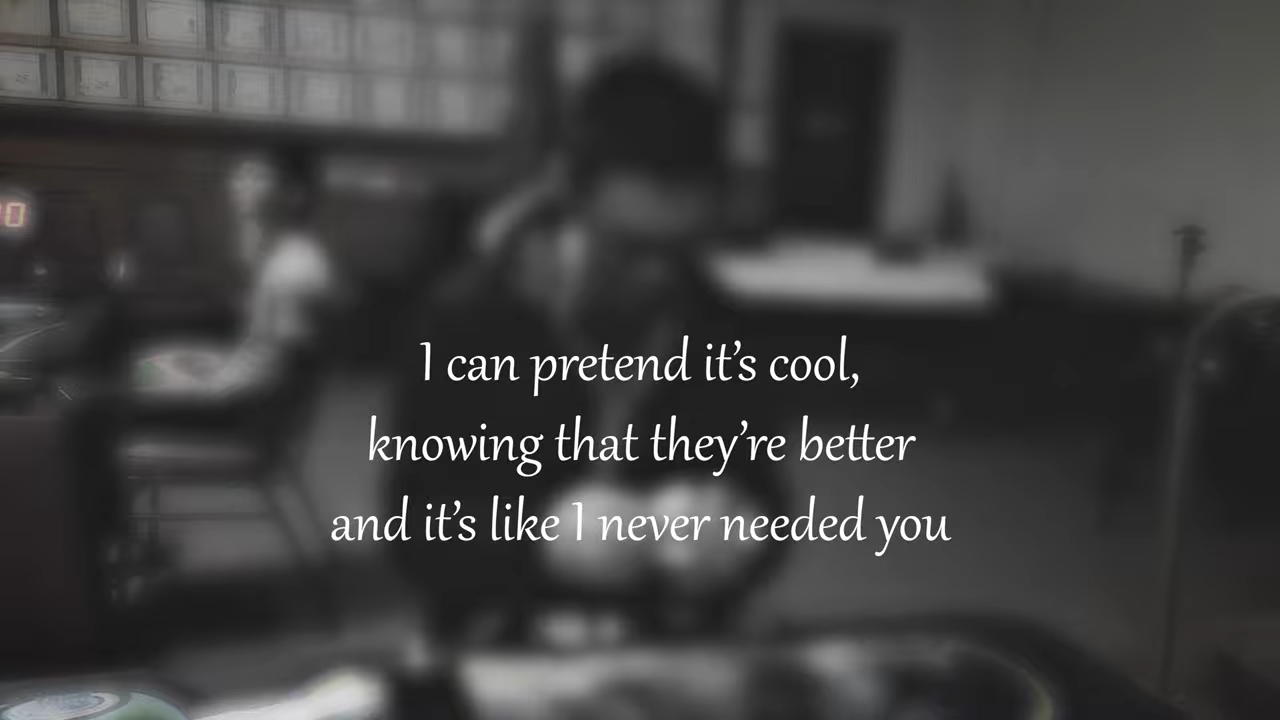 I can pretend it’s cool,
knowing that they’re better
and it’s like I never needed you